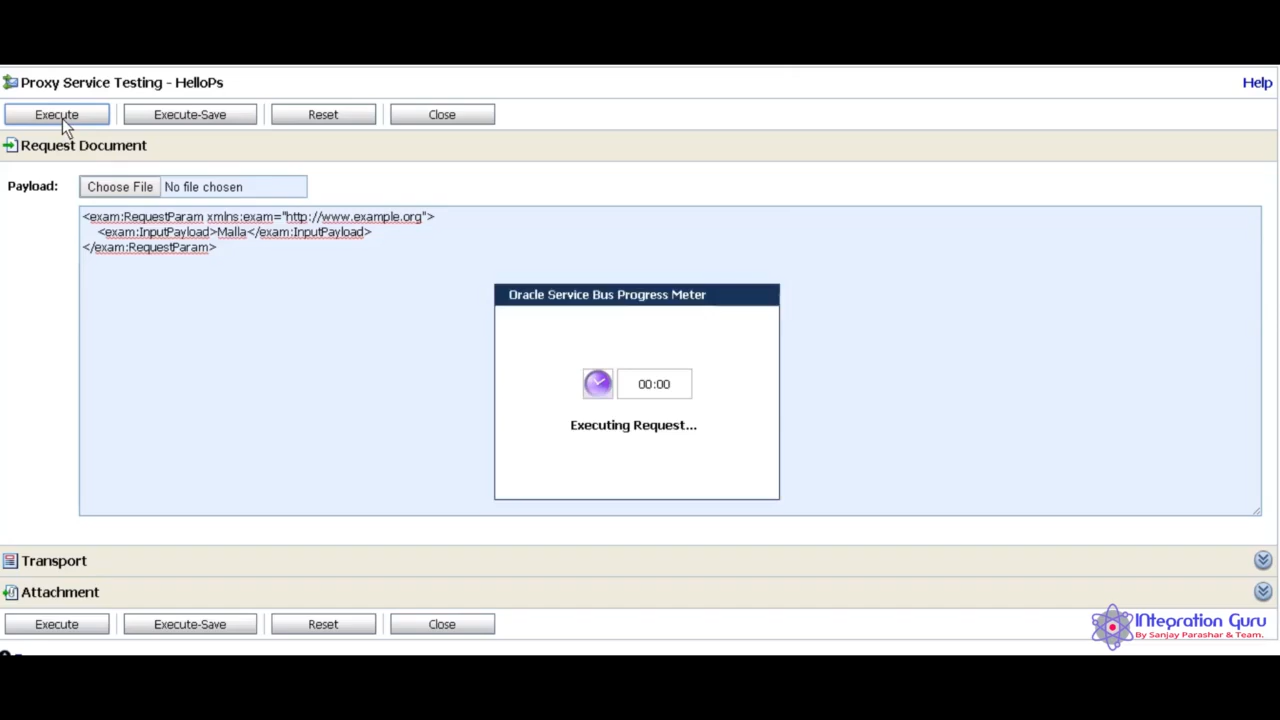 Proxy Service Testing - HelloPs
Help
Execute
Execute-Save
Reset
Close
Request Document
Payload:
Choose File
No file chosen
<exam:RequestParam xmlns:exam="http://www.example.org">
<exam:InputPayload>Malla</exam:InputPayload>
</exam:RequestParam>
Oracle Service Bus Progress Meter
00:00
Executing Request...
Transport
Attachment
Execute
Execute-Save
Reset
Close
INtegration Guru
By Sanjay Parashar & Team.